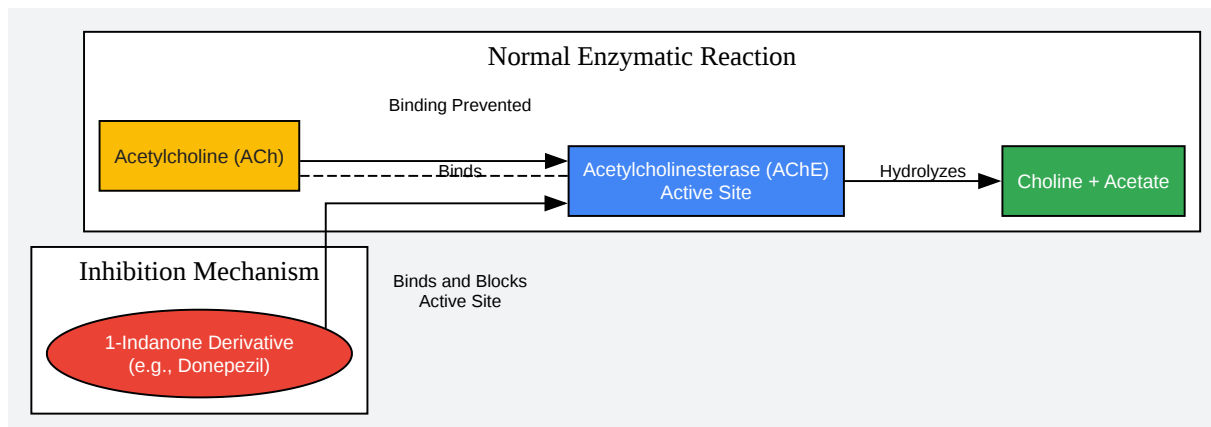 Normal Enzymatic Reaction
Binding Prevented
Acetylcholine (ACh)
Binds
Acetylcholinesterase (AChE)
Active Site
Hydrolyzes
Choline + Acetate
Inhibition Mechanism
Binds and Blocks
Active Site
1-Indanone Derivative
(e.g., Donepezil)